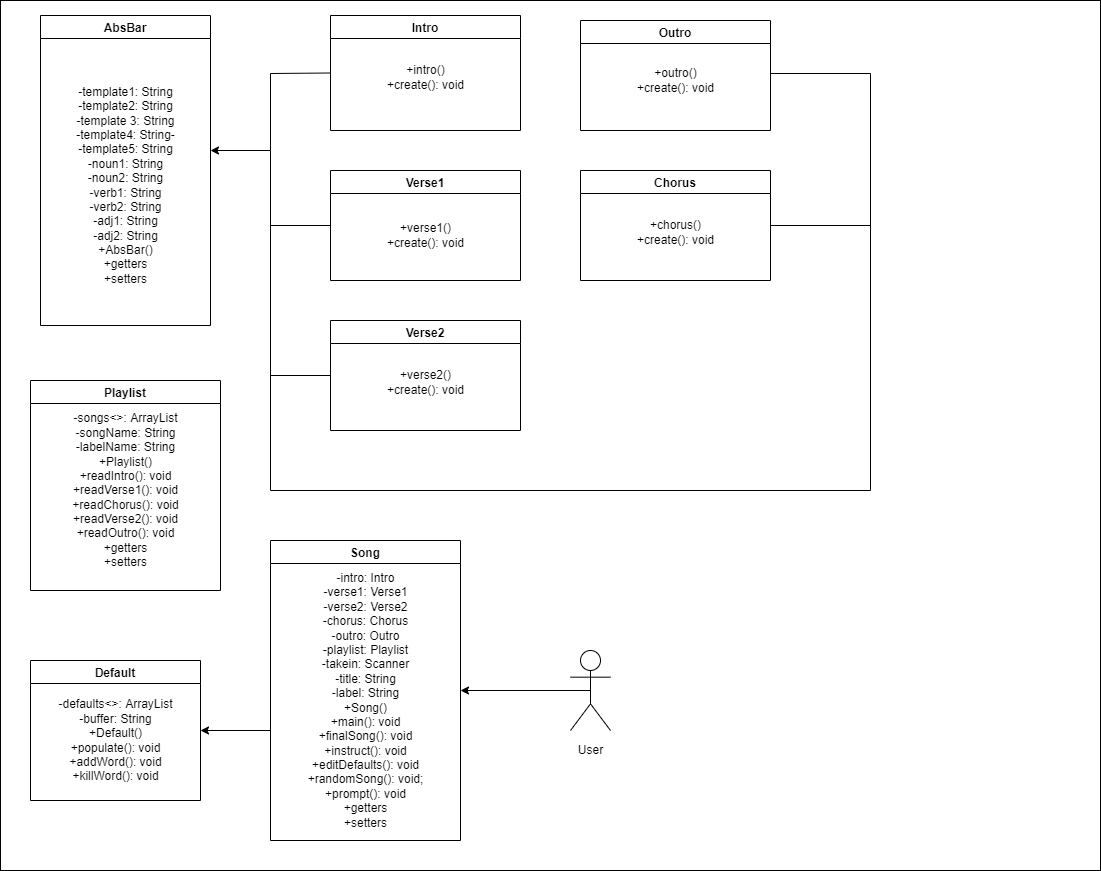 AbsBar
-template1: String
-template2: String
-template 3: String
-template4: String-
-template5: String
-noun1: String
-noun2: String
-verb1: String
-verb2: String
-adj1: String
-adj2: String
+AbsBar()
+getters
+setters
Intro
+intro()
+create(): void
Outro
+outro()
+create(): void
Verse1
+verse1()
+create(): void
Chorus
+chorus()
+create(): void
Verse2
+verse2()
+create(): void
Playlist
-songs<>: ArrayList
-songName: String
-labelName: String
+Playlist()
+readIntro(): void
+readVerse1(): void
+readChorus(): void
+readVerse2(): void
+readOutro(): void
+getters
+setters
Song
-intro: Intro
-verse1: Verse1
-verse2: Verse2
-chorus: Chorus
-outro: Outro
-playlist: Playlist
-takein: Scanner
-title: String
-label: String
+Song()
+main(): void
+finalSong(): void
+instruct(): void
+editDefaults(): void
+randomSong(): void;
+prompt(): void
+getters
+setters
Default
-defaults<>: ArrayList
-buffer: String
+Default()
+populate(): void
+addWord(): void
+killWord(): void
User